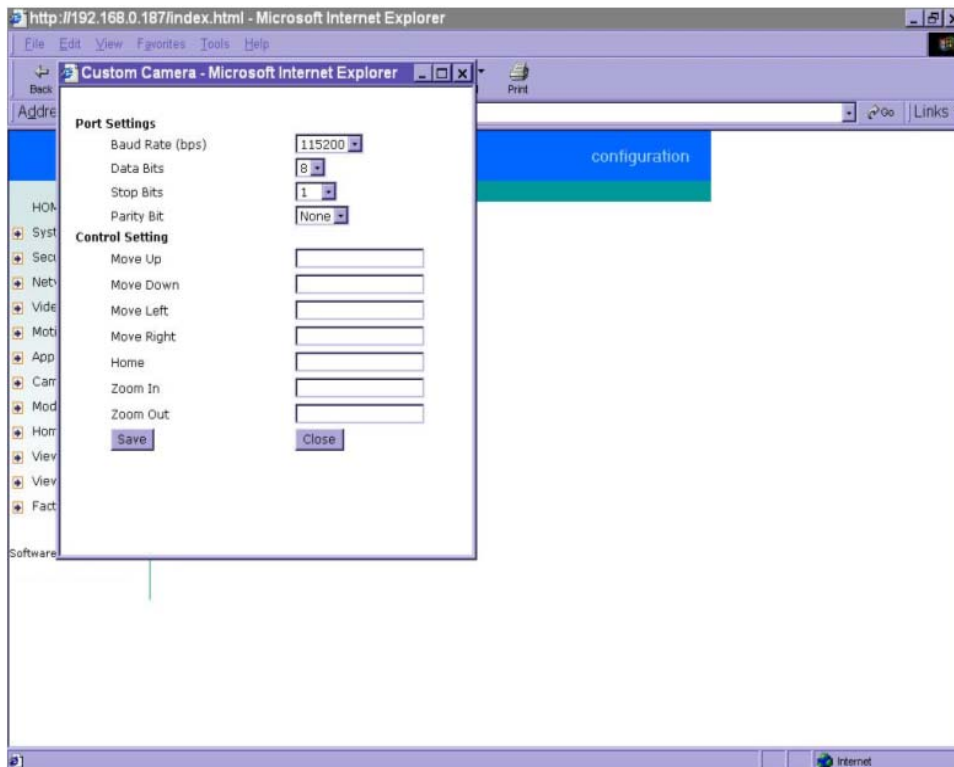 http://192.168.0.187/index.html - Microsoft Internet Explorer
File Edit View Favorites Tools Help
Back
Print
Custom Camera - Microsoft Internet Explorer
Addre
Go Links
configuration
Port Settings
Baud Rate (bps) 115200
Data Bits 8
Stop Bits 1
Parity Bit None
Control Setting
Move Up
Move Down
Move Left
Move Right
Home
Zoom In
Zoom Out
Save Close
HOM
Syst
Secu
Netw
Vide
Moti
App
Cam
Mod
Hom
View
View
Fact
Software
Internet